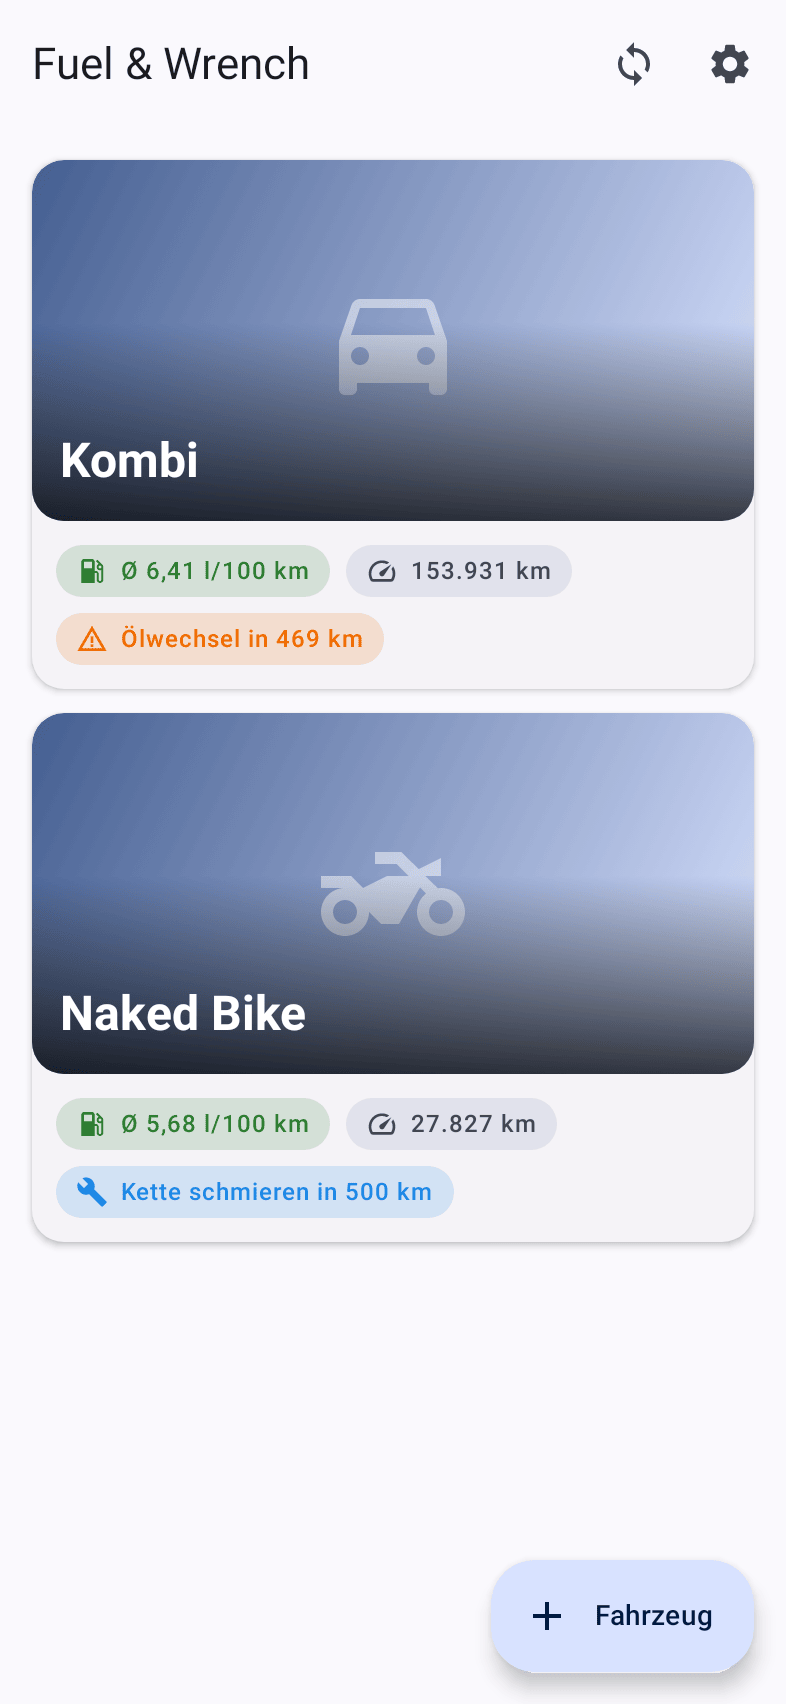 Fuel & Wrench
Kombi
Ø 6,41 l/100 km
153.931 km
Ölwechsel in 469 km
Naked Bike
Ø 5,68 l/100 km
27.827 km
Kette schmieren in 500 km
Fahrzeug